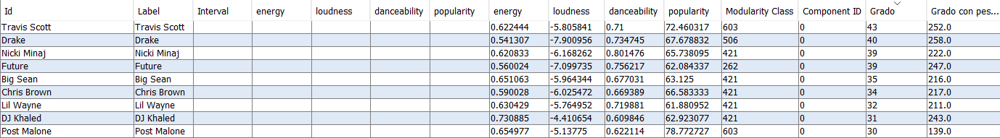 Id Label Interval energy loudness danceability popularity energy loudness danceability popularity Modularity Class Component ID Grado Grado con pes...
Travis Scott Travis Scott 0.622444 -5.805841 0.71 72.460317 603 0 43 252.0
Drake Drake 0.541307 -7.900956 0.734745 67.678832 506 0 40 258.0
Nicki Minaj Nicki Minaj 0.620833 -6.168262 0.801476 65.738095 421 0 39 222.0
Future Future 0.560024 -7.099735 0.756217 62.084337 262 0 39 247.0
Big Sean Big Sean 0.651063 -5.964344 0.677031 63.125 421 0 35 216.0
Chris Brown Chris Brown 0.590028 -6.025472 0.669389 66.583333 421 0 34 217.0
Lil Wayne Lil Wayne 0.630429 -5.764952 0.719881 61.880952 421 0 32 211.0
DJ Khaled DJ Khaled 0.730885 -4.410654 0.609846 62.923077 421 0 31 243.0
Post Malone Post Malone 0.654977 -5.13775 0.622114 78.772727 603 0 30 139.0